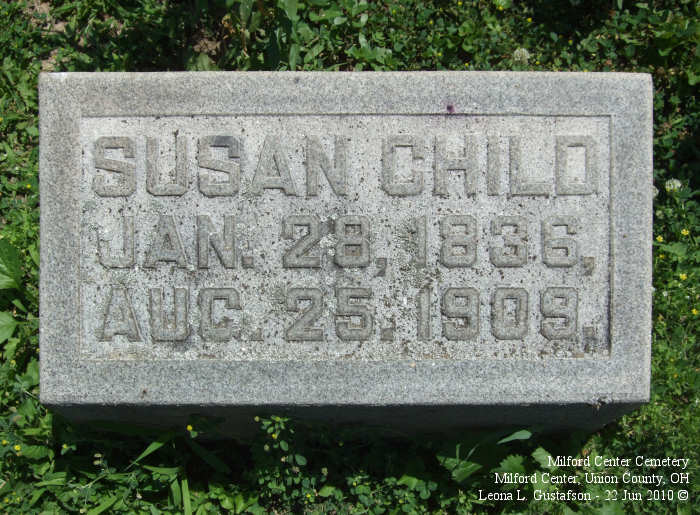 SUSAN CHILD
JAN. 28, 1836,
AUG. 25. 1909.
Milford Center Cemetery
Milford Center, Union County, OH
Leona L. Gustafson - 22 Jun 2010 ©